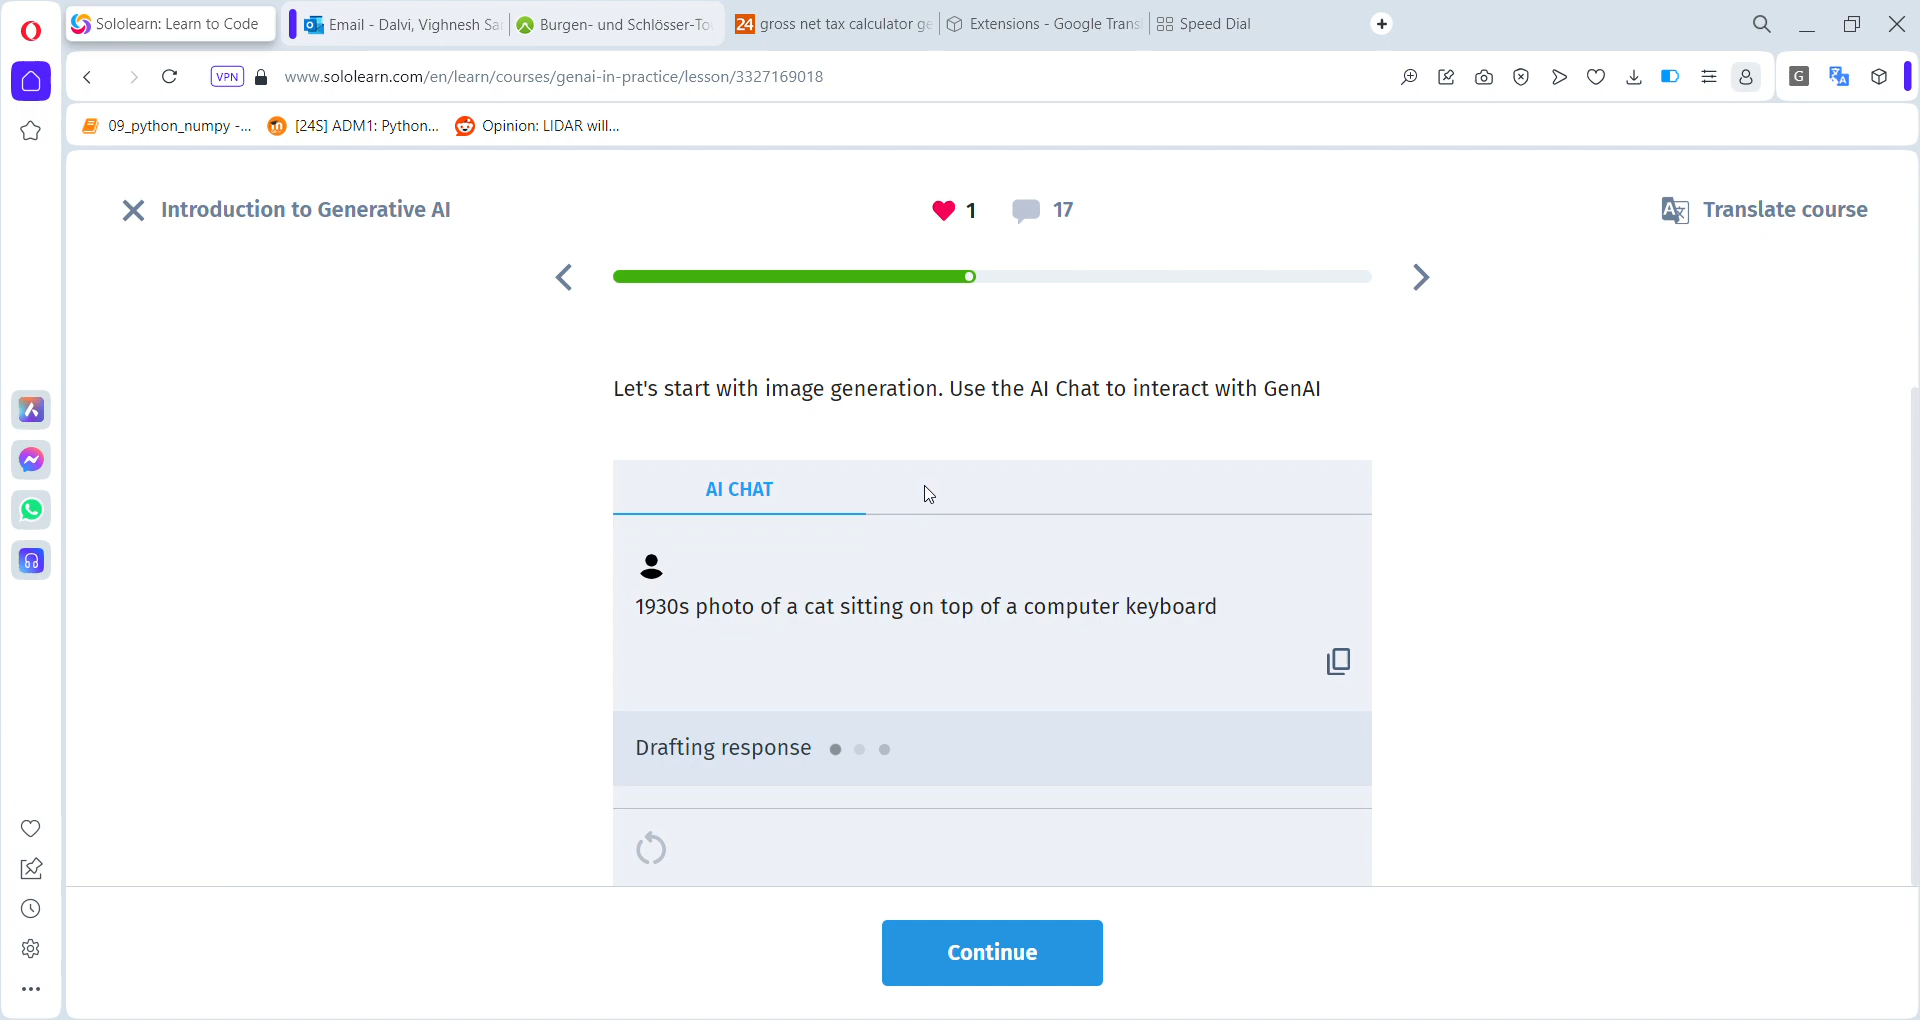 Sololearn: Learn to Code
Email - Dalvi, Vighnesh Sa
Burgen- und Schlösser-To
24 gross net tax calculator ge
Extensions - Google Trans
Speed Dial
VPN
www.sololearn.com/en/learn/courses/genai-in-practice/lesson/3327169018
G
09_python_numpy -...
[24S] ADM1: Python...
Opinion: LIDAR will...
Introduction to Generative AI
1
17
Translate course
Let's start with image generation. Use the AI Chat to interact with GenAI
AI CHAT
1930s photo of a cat sitting on top of a computer keyboard
Drafting response
Continue